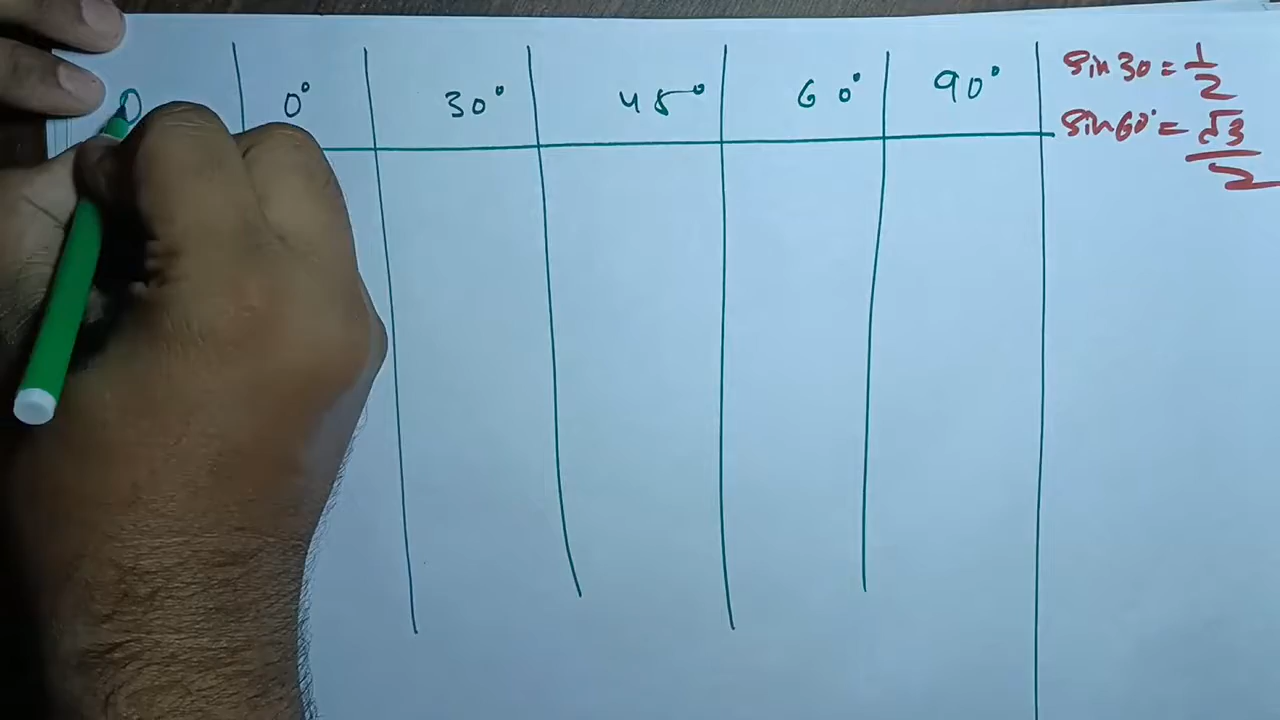 0° 30° 45° 60° 90°
Sin 30 = 1/2
Sin 60° = √3/2